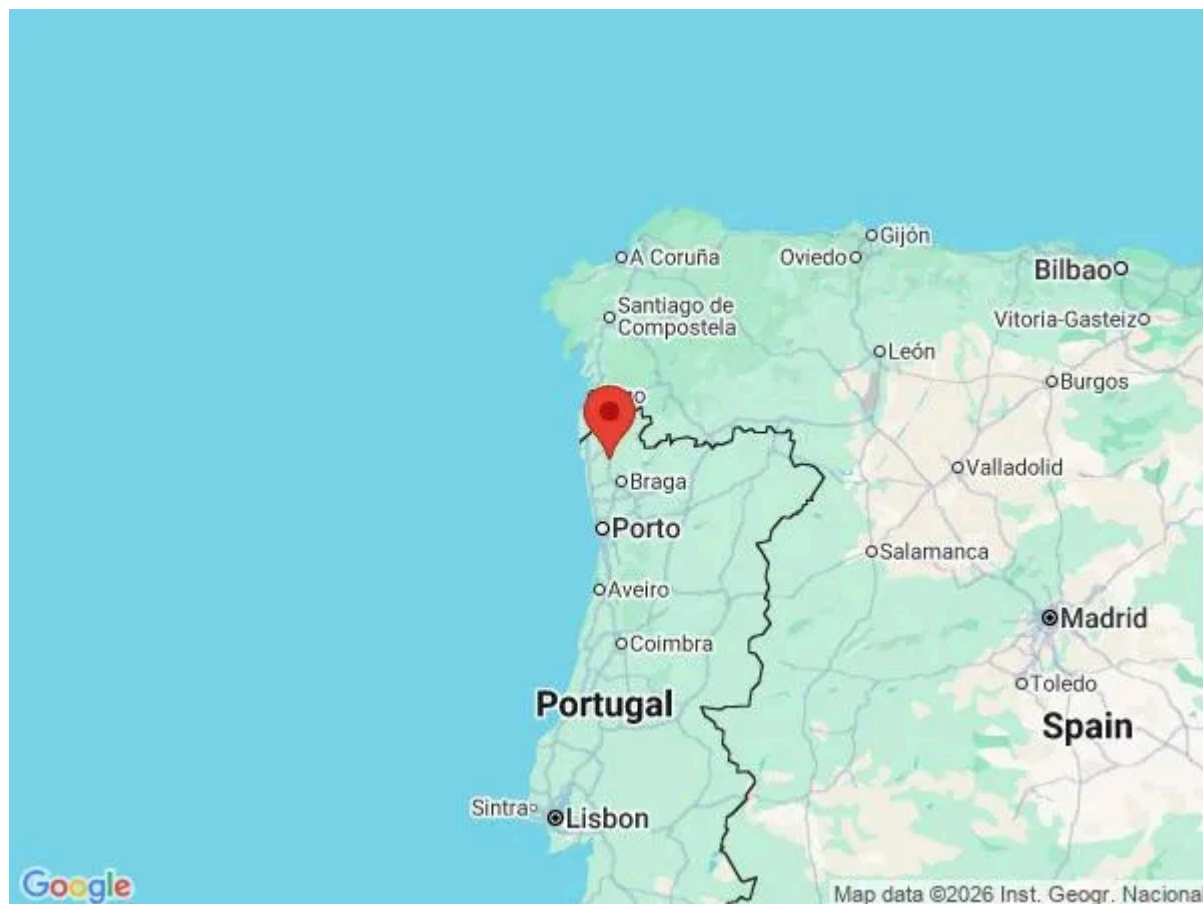 A Coruña
Gijón
Oviedo
Bilbao
Santiago de
Compostela
Vitoria-Gasteiz
León
Burgos
Valladolid
Braga
Porto
Salamanca
Aveiro
Madrid
Coimbra
Toledo
Portugal
Spain
Sintra
Lisbon
Google
Map data ©2026 Inst. Geogr. Nacional